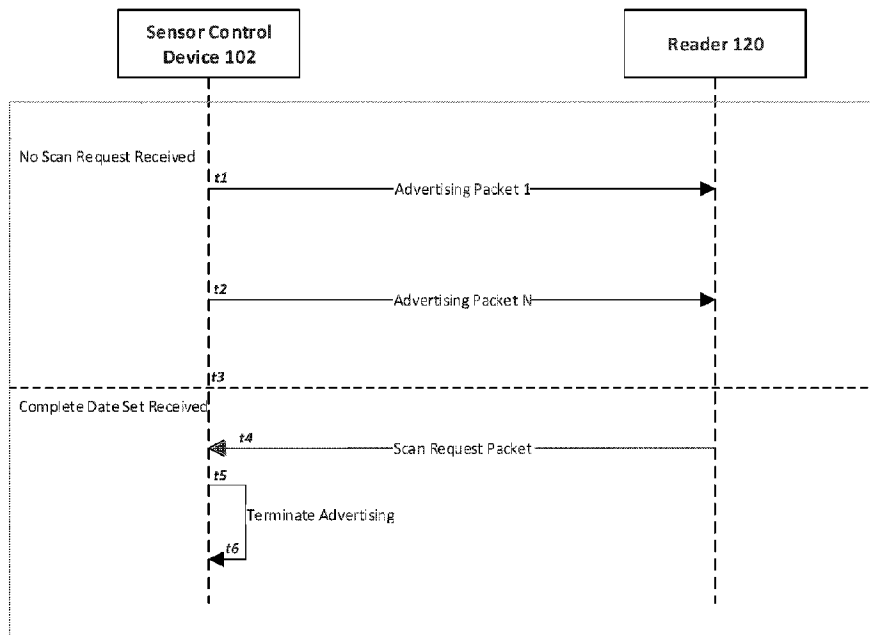 Sensor Control
Device 102
Reader 120
No Scan Request Received
t1
Advertising Packet 1
t2
Advertising Packet N
t3
Complete Date Set Received
t4
Scan Request Packet
t5
Terminate Advertising
t6